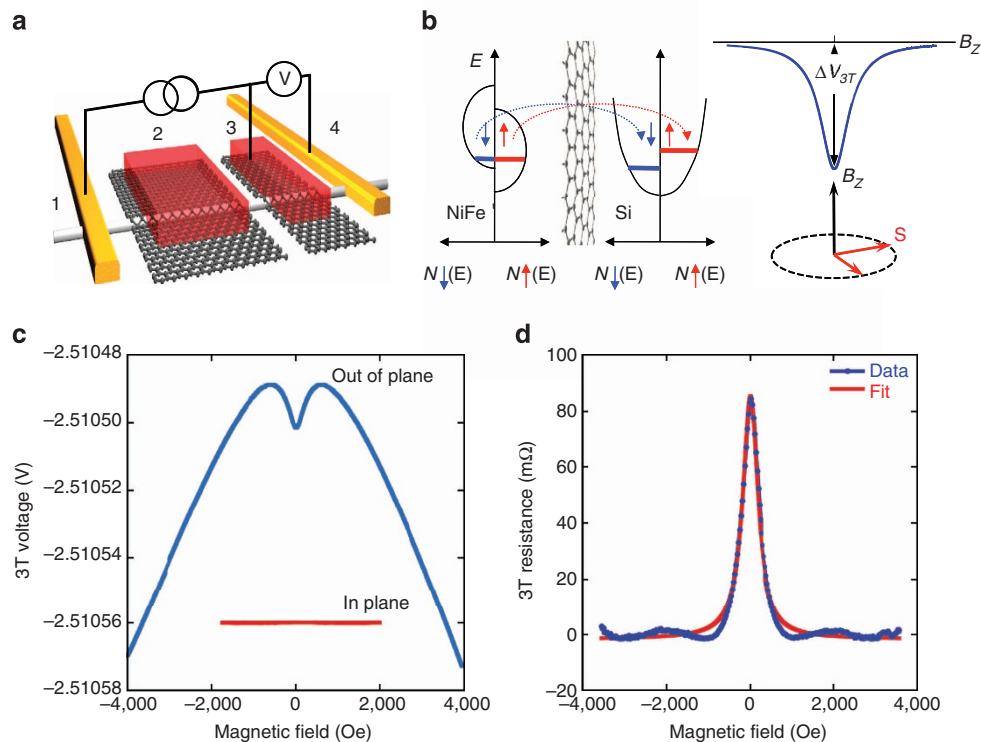 a
V
1
2
3
4
b
E
NiFe
Si
N↓(E) N↑(E) N↓(E) N↑(E)
B_Z
ΔV_3T
B_Z
S
c
−2.51048
−2.51050
−2.51052
−2.51054
−2.51056
−2.51058
3T voltage (V)
Out of plane
In plane
−4,000 −2,000 0 2,000 4,000
Magnetic field (Oe)
d
100
80
60
40
20
0
−20
3T resistance (mΩ)
Data
Fit
−4,000 −2,000 0 2,000 4,000
Magnetic field (Oe)